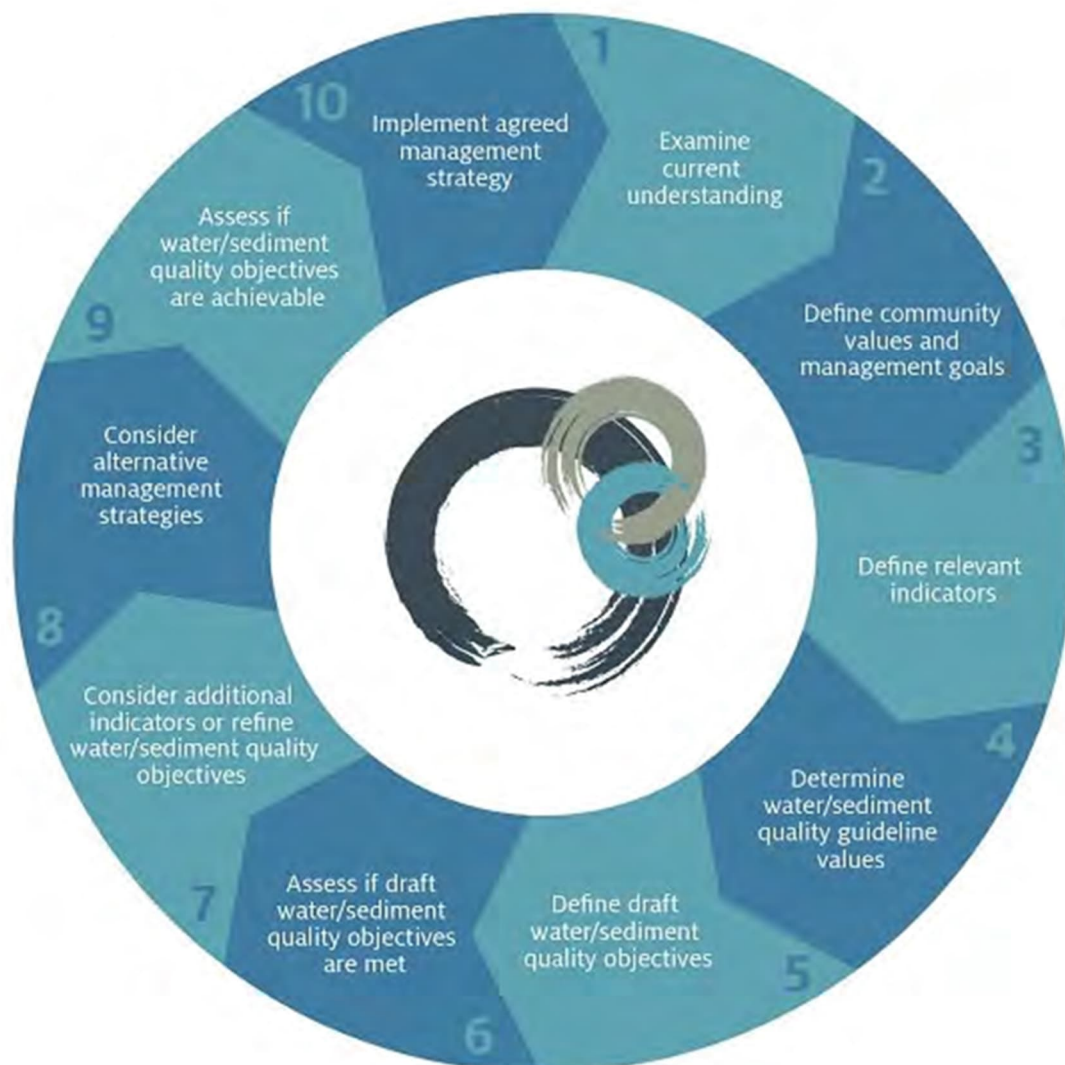 1
Examine
current
understanding
2
Define community
values and
management goals
3
Define relevant
indicators
4
Determine
water/sediment
quality guideline
values
5
Define draft
water/sediment
quality objectives
6
Assess if draft
water/sediment
quality objectives
are met
7
Consider additional
indicators or refine
water/sediment quality
objectives
8
Consider
alternative
management
strategies
9
Assess if
water/sediment
quality objectives
are achievable
10
Implement agreed
management
strategy